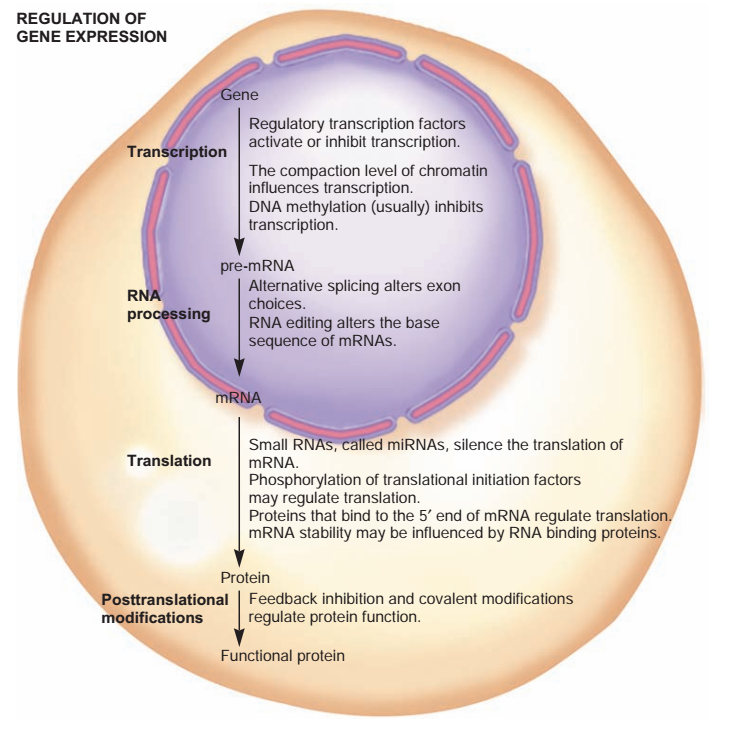 REGULATION OF
GENE EXPRESSION
Gene
Transcription
Regulatory transcription factors
activate or inhibit transcription.
The compaction level of chromatin
influences transcription.
DNA methylation (usually) inhibits
transcription.
pre-mRNA
RNA
processing
Alternative splicing alters exon
choices.
RNA editing alters the base
sequence of mRNAs.
mRNA
Translation
Small RNAs, called miRNAs, silence the translation of
mRNA.
Phosphorylation of translational initiation factors
may regulate translation.
Proteins that bind to the 5′ end of mRNA regulate translation.
mRNA stability may be influenced by RNA binding proteins.
Protein
Posttranslational
modifications
Feedback inhibition and covalent modifications
regulate protein function.
Functional protein